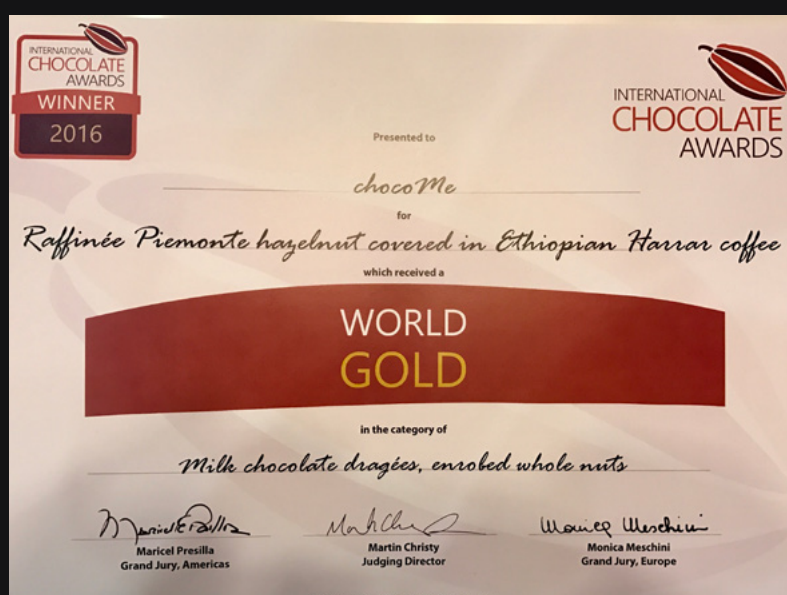 INTERNATIONAL
CHOCOLATE
AWARDS
WINNER
2016
INTERNATIONAL
CHOCOLATE
AWARDS
Presented to
chocoMe
for
Raffinée Piemonte hazelnut covered in Ethiopian Harrar coffee
which received a
WORLD
GOLD
in the category of
Milk chocolate dragées, enrobed whole nuts
Maricel Presilla
Grand Jury, Americas
Martin Christy
Judging Director
Monica Meschini
Monica Meschini
Grand Jury, Europe